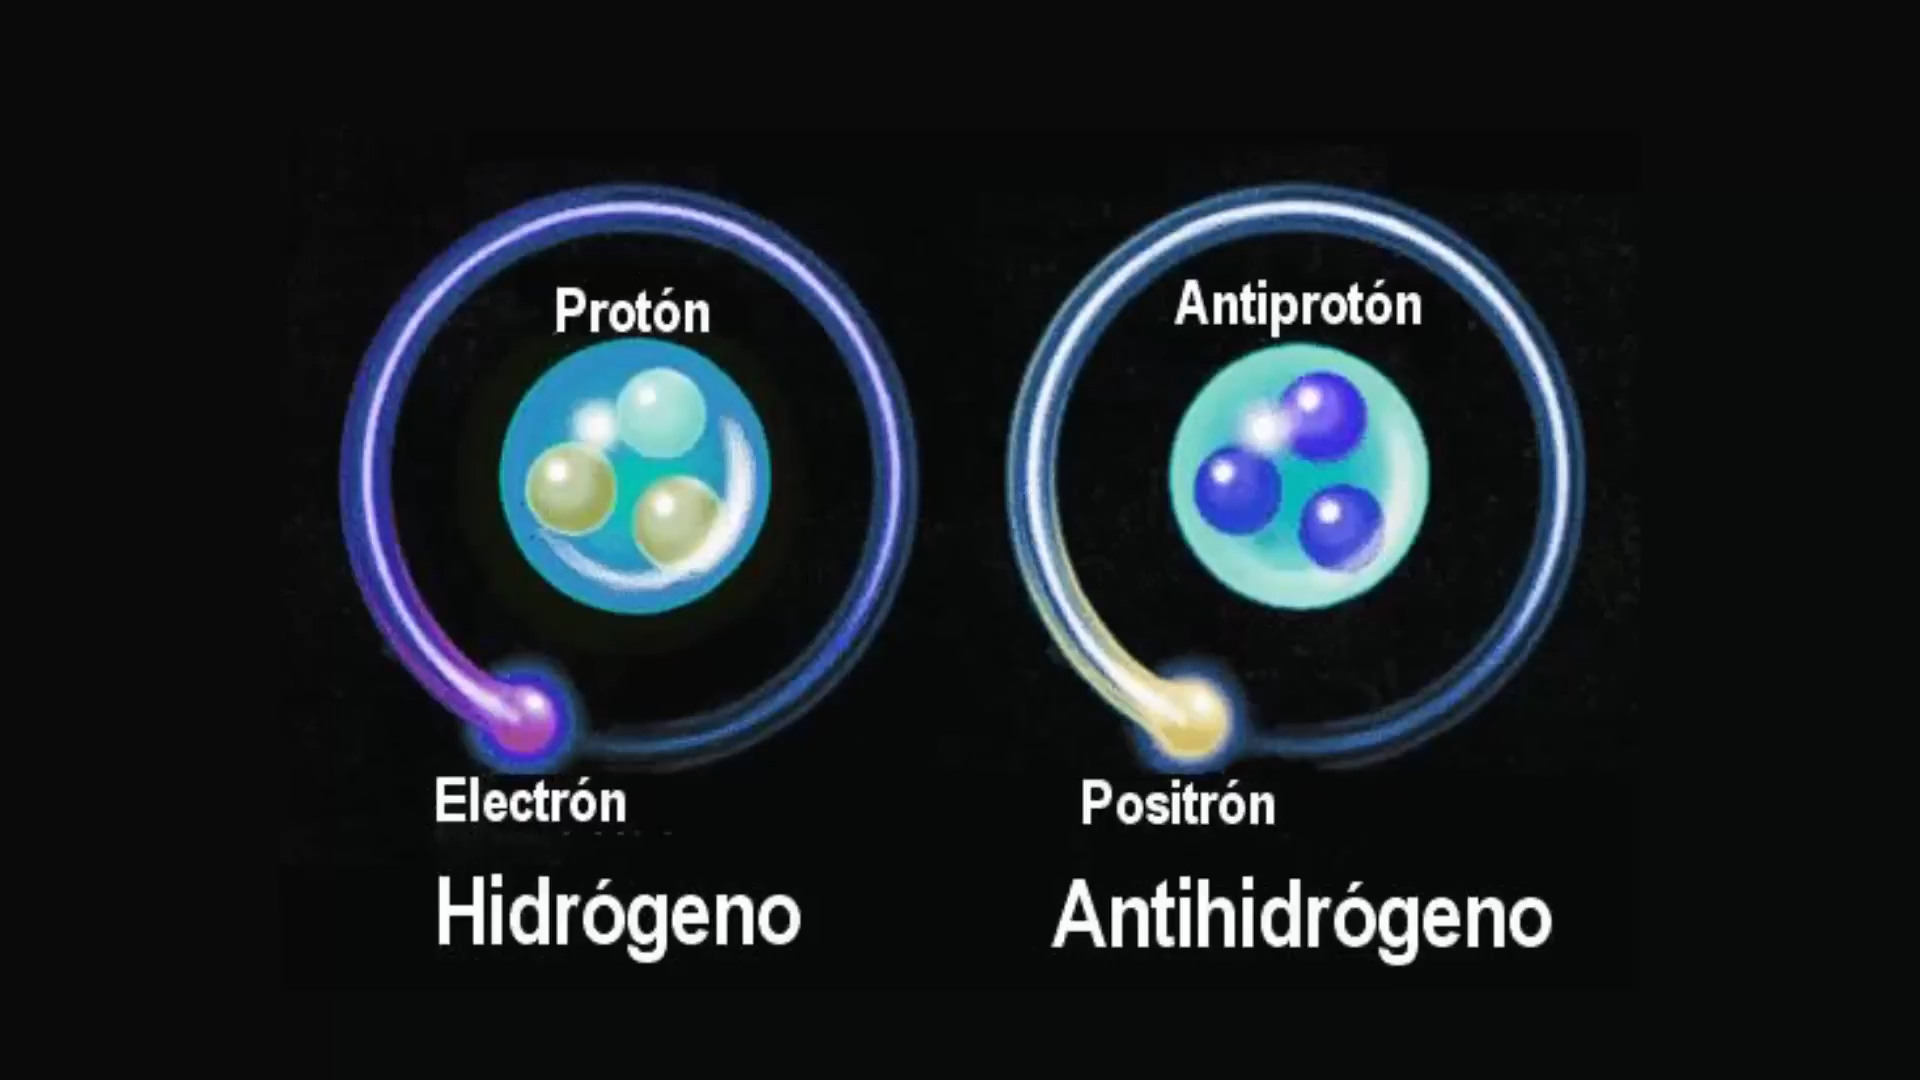 Protón
Electrón
Hidrógeno
Antiprotón
Positrón
Antihidrógeno